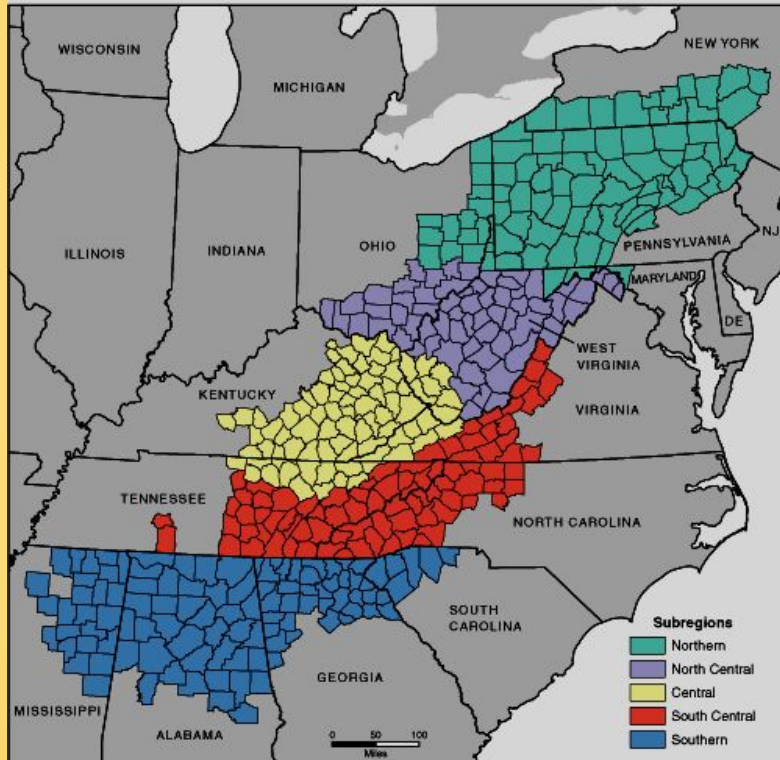 WISCONSIN
NEW YORK
MICHIGAN
ILLINOIS
INDIANA
OHIO
PENNSYLVANIA
NJ
MARYLAND
DE
WEST
VIRGINIA
KENTUCKY
VIRGINIA
TENNESSEE
NORTH CAROLINA
SOUTH
CAROLINA
GEORGIA
MISSISSIPPI
ALABAMA
0 50 100
Miles
Subregions
Northern
North Central
Central
South Central
Southern